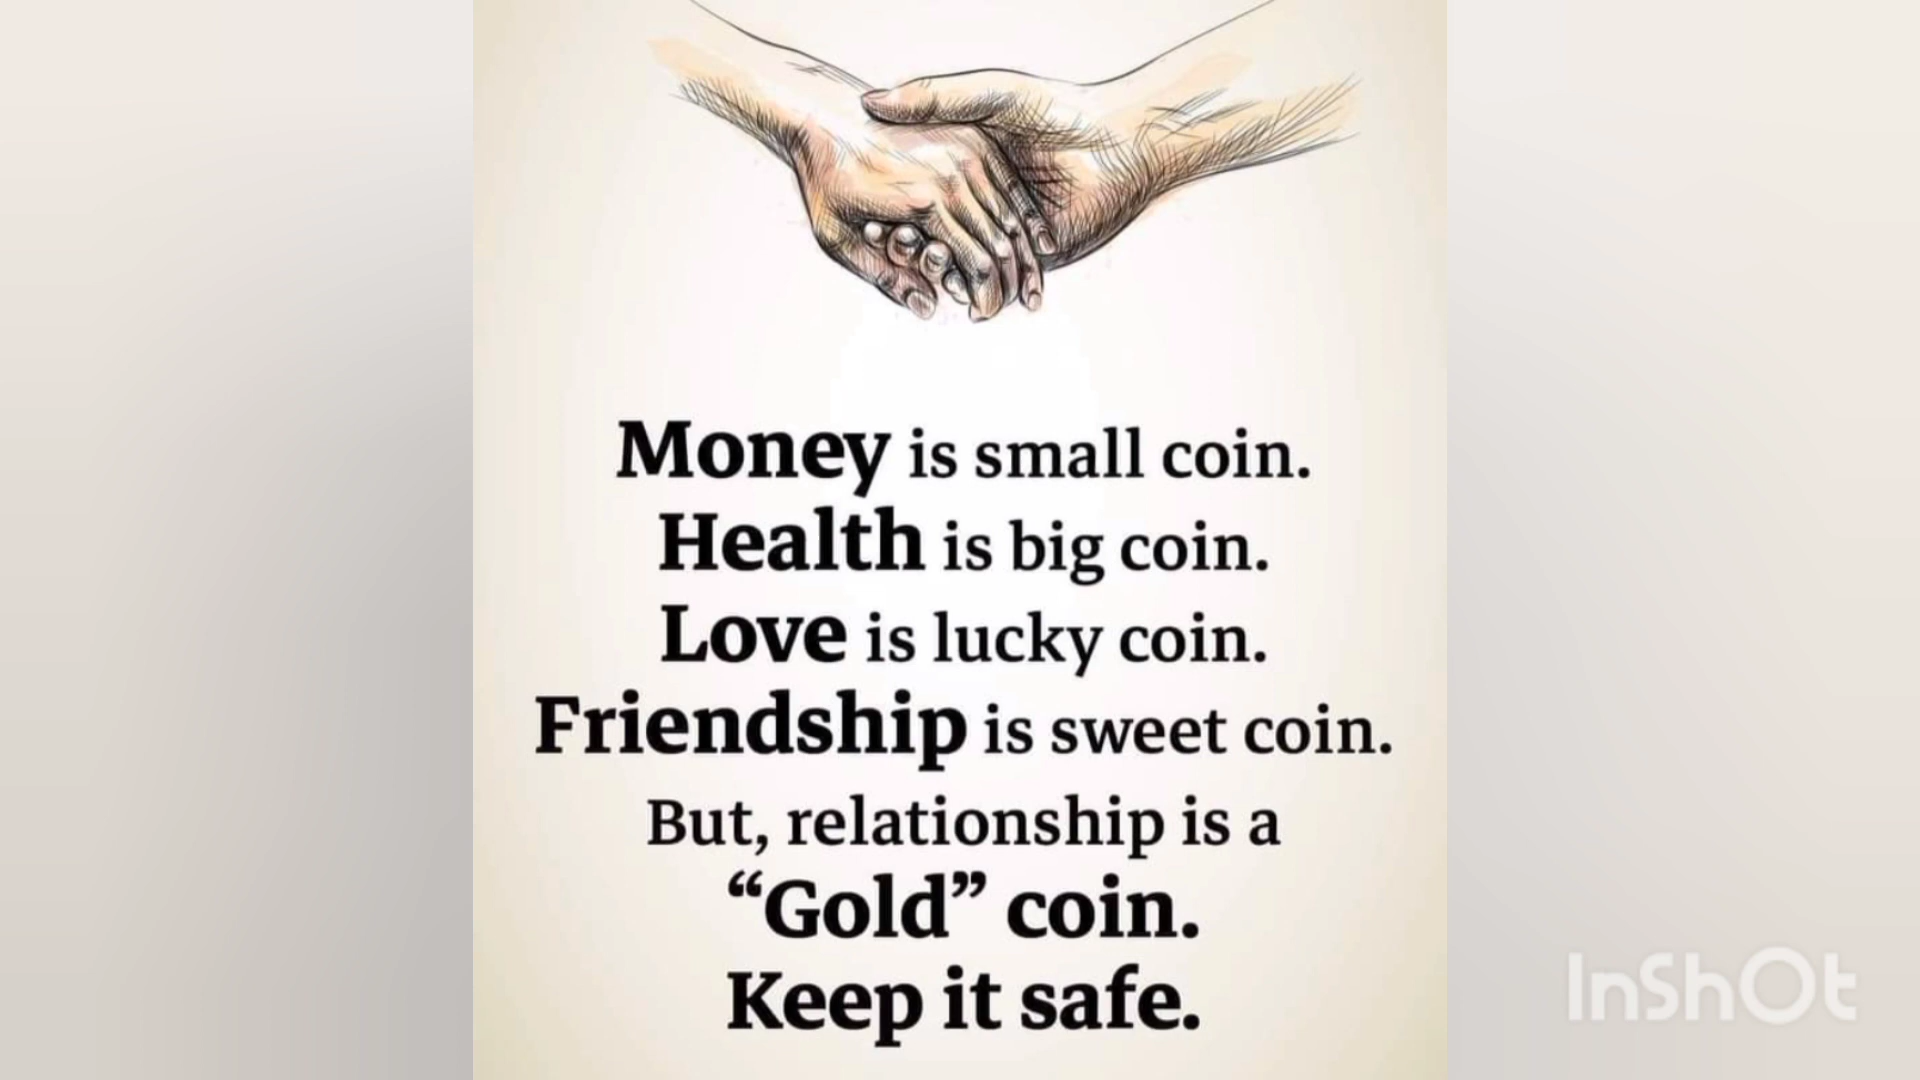 Money is small coin.
Health is big coin.
Love is lucky coin.
Friendship is sweet coin.
But, relationship is a
“Gold” coin.
Keep it safe.
InShOt